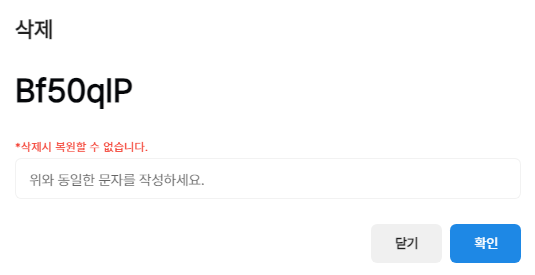 삭제
Bf50qlP
*삭제시 복원할 수 없습니다.
위와 동일한 문자를 작성하세요.
닫기
확인